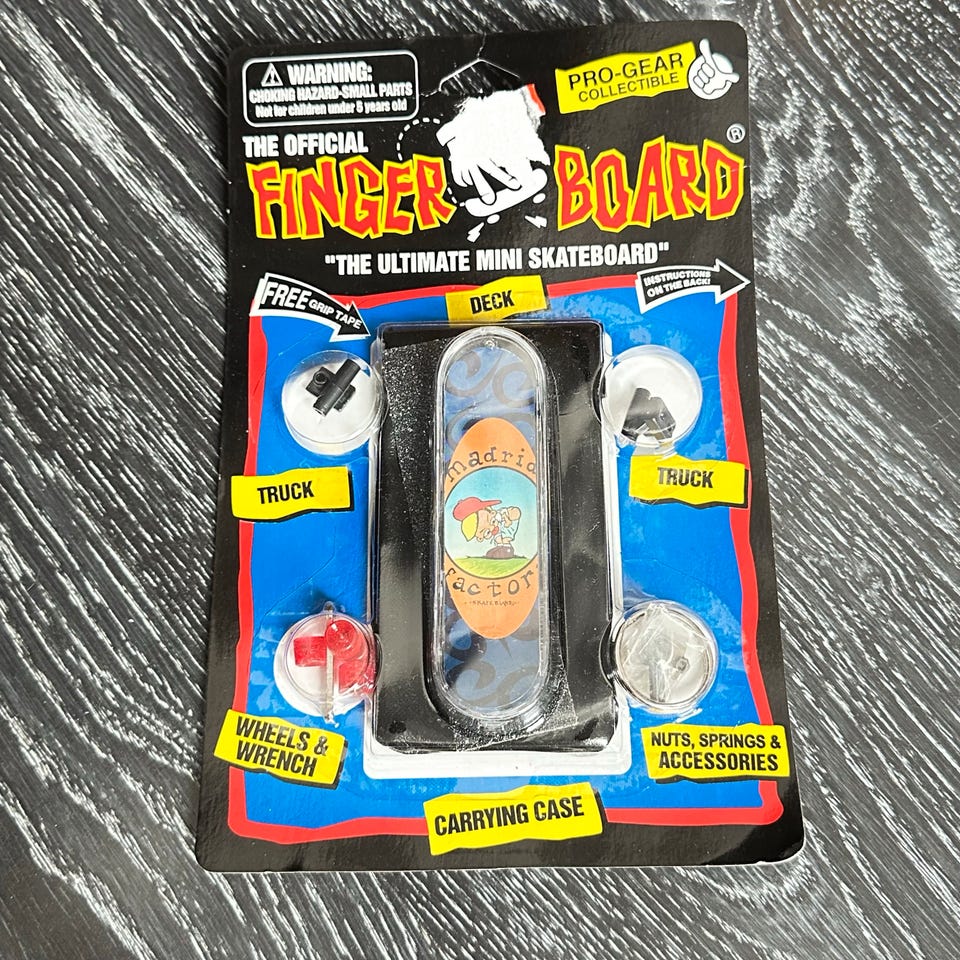 WARNING:
CHOKING HAZARD-SMALL PARTS
Not for children under 5 years old
PRO-GEAR
COLLECTIBLE
THE OFFICIAL
FINGER BOARD®
"THE ULTIMATE MINI SKATEBOARD"
FREE GRIP TAPE
DECK
INSTRUCTIONS
ON THE BACK!
TRUCK
TRUCK
madrid
factory
SKATEBOARDS
WHEELS &
WRENCH
NUTS, SPRINGS &
ACCESSORIES
CARRYING CASE